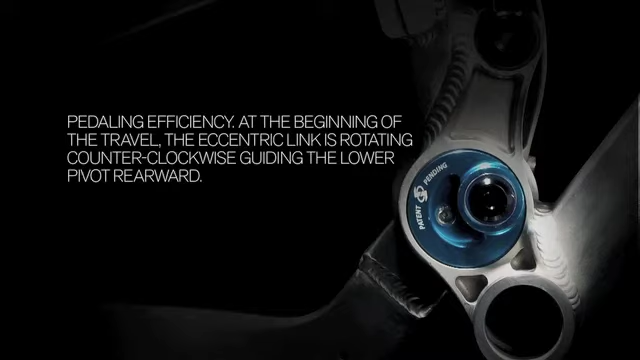 PEDALING EFFICIENCY. AT THE BEGINNING OF
THE TRAVEL, THE ECCENTRIC LINK IS ROTATING
COUNTER-CLOCKWISE GUIDING THE LOWER
PIVOT REARWARD.
PATENT PENDING